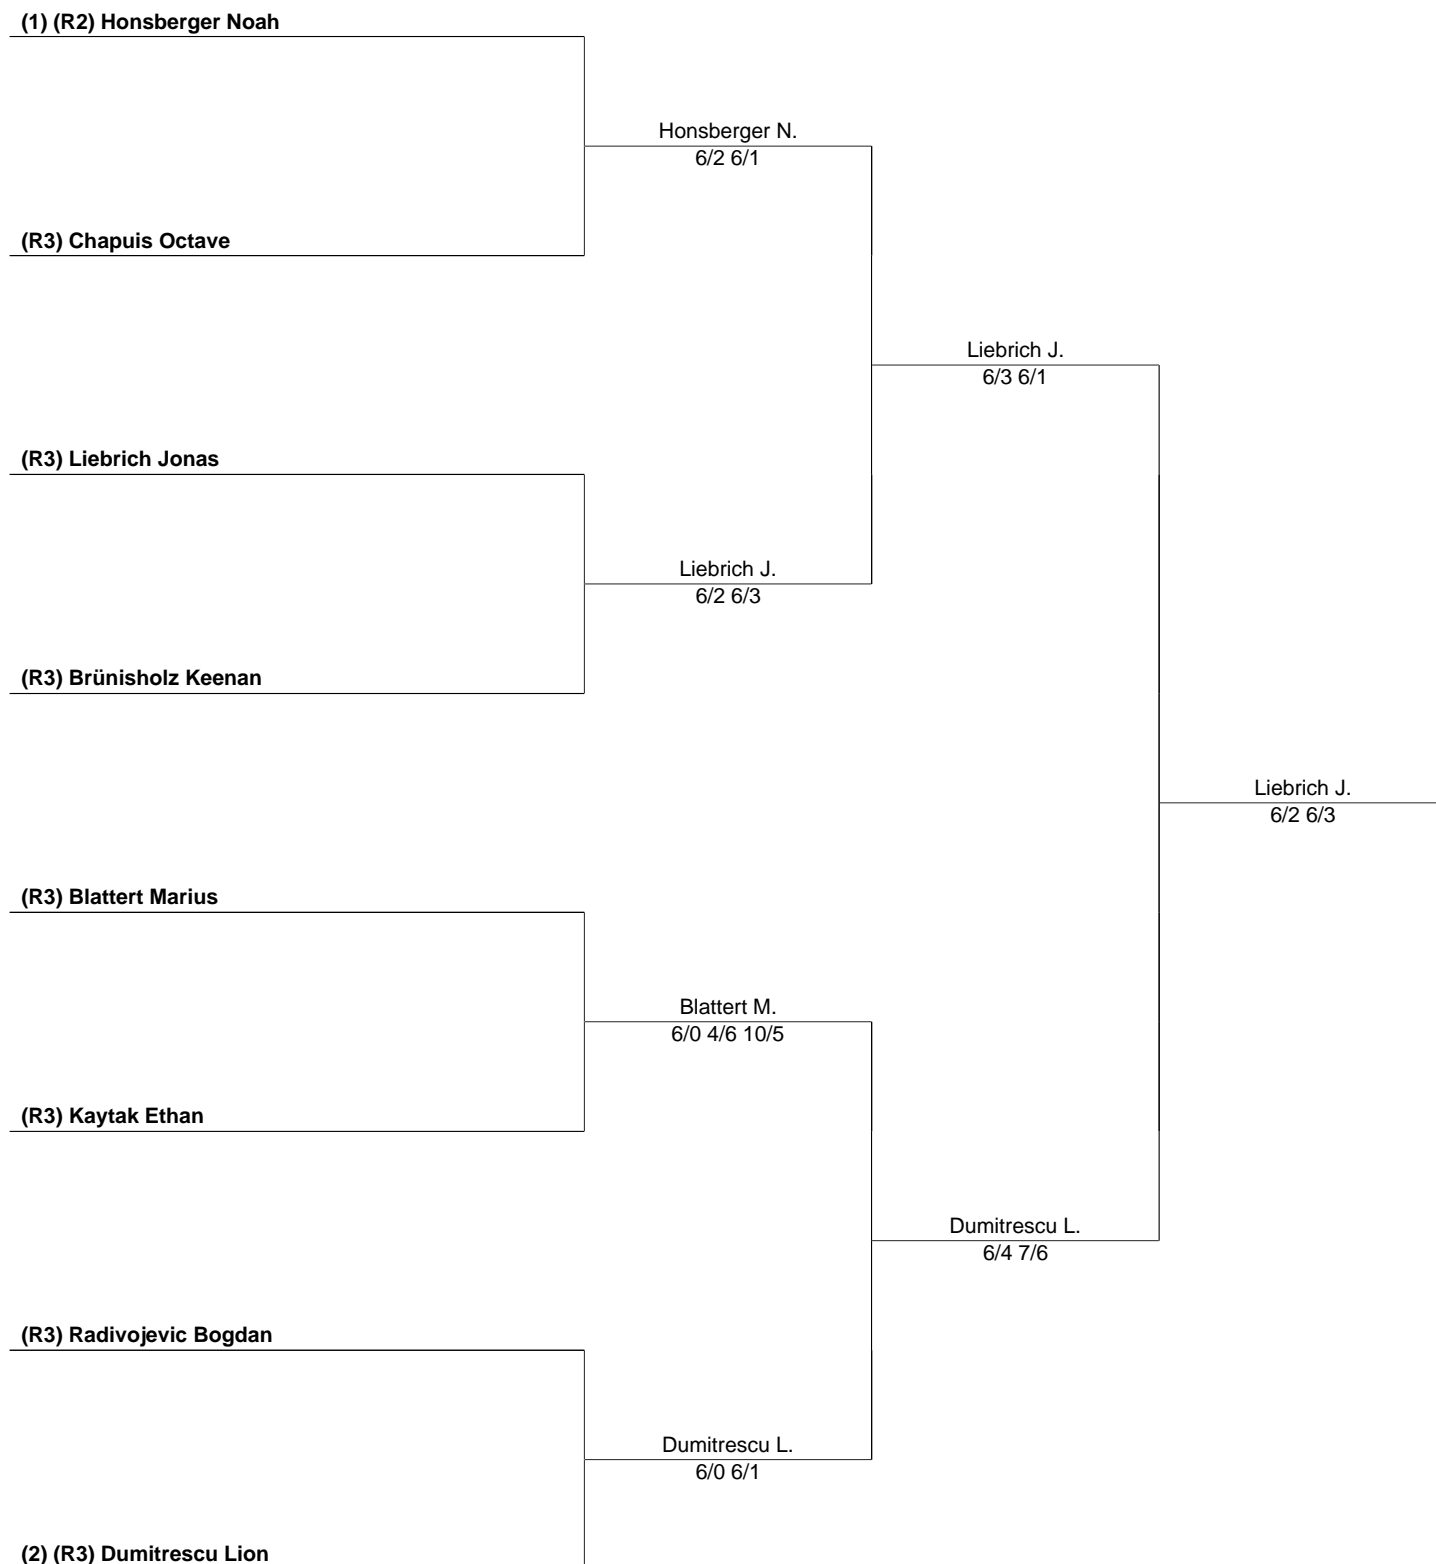 (1) (R2) Honsberger Noah
Honsberger N.
6/2 6/1
(R3) Chapuis Octave
Liebrich J.
6/3 6/1
(R3) Liebrich Jonas
Liebrich J.
6/2 6/3
(R3) Brünisholz Keenan
Liebrich J.
6/2 6/3
(R3) Blattert Marius
Blattert M.
6/0 4/6 10/5
(R3) Kaytak Ethan
Dumitrescu L.
6/4 7/6
(R3) Radivojevic Bogdan
Dumitrescu L.
6/0 6/1
(2) (R3) Dumitrescu Lion